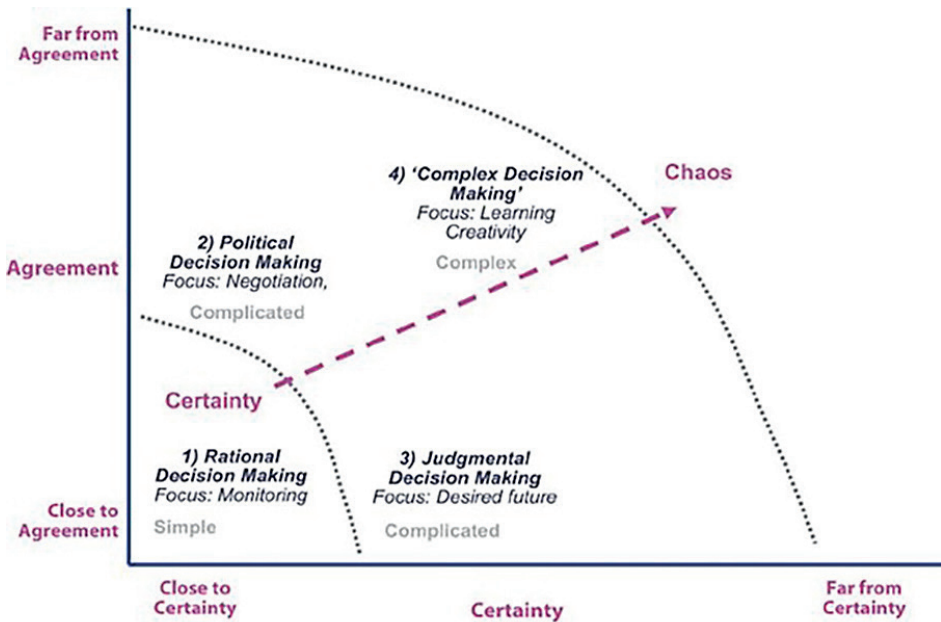 Far from
Agreement
4) ‘Complex Decision
Making’
Focus: Learning
Creativity
Complex
Chaos
2) Political
Decision Making
Focus: Negotiation,
Complicated
Agreement
Certainty
1) Rational
Decision Making
Focus: Monitoring
Simple
3) Judgmental
Decision Making
Focus: Desired future
Complicated
Close to
Agreement
Close to
Certainty
Certainty
Far from
Certainty